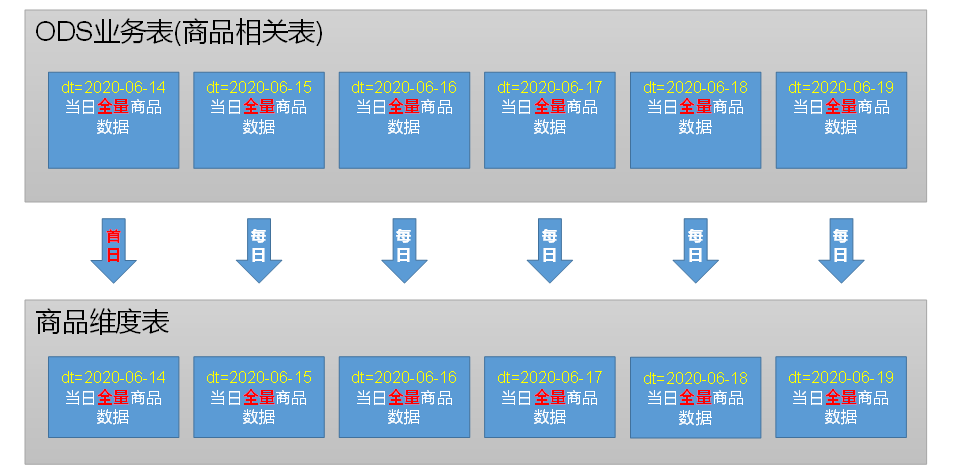 ODS业务表(商品相关表)
dt=2020-06-14
当日全量商品
数据
dt=2020-06-15
当日全量商品
数据
dt=2020-06-16
当日全量商品
数据
dt=2020-06-17
当日全量商品
数据
dt=2020-06-18
当日全量商品
数据
dt=2020-06-19
当日全量商品
数据
首
日
每
日
每
日
每
日
每
日
每
日
商品维度表
dt=2020-06-14
当日全量商品
数据
dt=2020-06-15
当日全量商品
数据
dt=2020-06-16
当日全量商品
数据
dt=2020-06-17
当日全量商品
数据
dt=2020-06-18
当日全量商品
数据
dt=2020-06-19
当日全量商品
数据